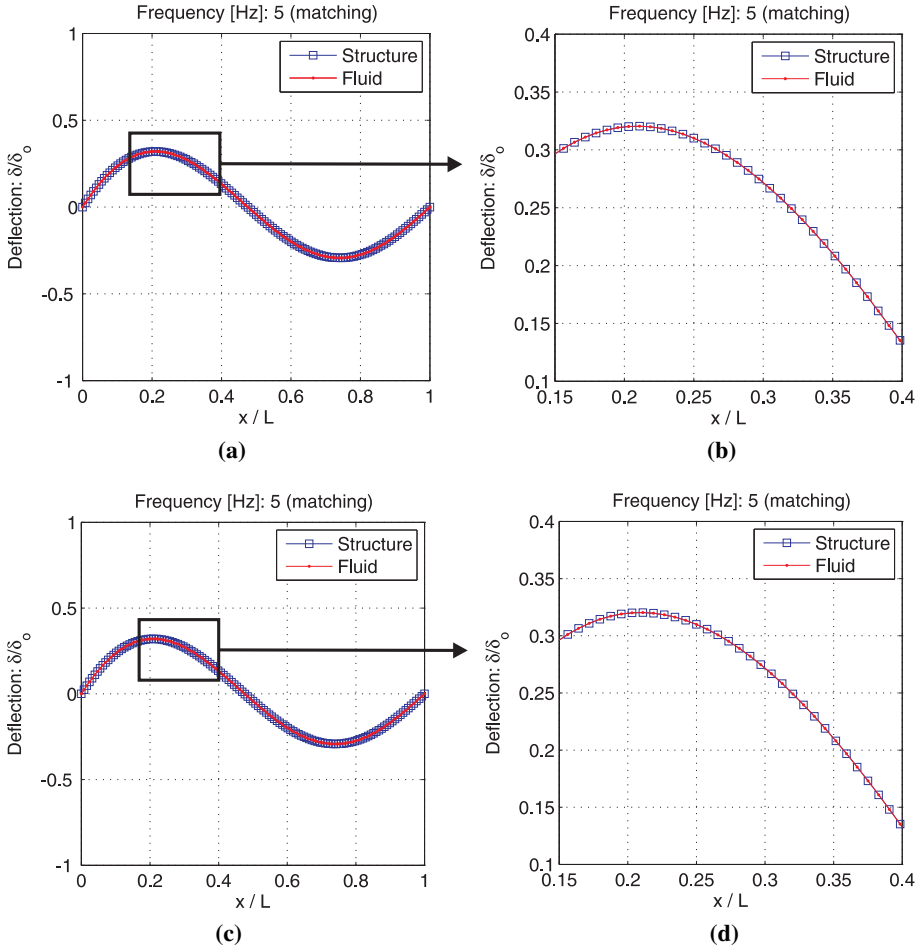 Frequency [Hz]: 5 (matching)
Structure
Fluid
Deflection: δ/δo
1
0.5
0
-0.5
-1
0 0.2 0.4 0.6 0.8 1
x / L
(a)
Frequency [Hz]: 5 (matching)
Structure
Fluid
Deflection: δ/δo
0.4
0.35
0.3
0.25
0.2
0.15
0.1
0.15 0.2 0.25 0.3 0.35 0.4
x / L
(b)
Frequency [Hz]: 5 (matching)
Structure
Fluid
Deflection: δ/δo
1
0.5
0
-0.5
-1
0 0.2 0.4 0.6 0.8 1
x / L
(c)
Frequency [Hz]: 5 (matching)
Structure
Fluid
Deflection: δ/δo
0.4
0.35
0.3
0.25
0.2
0.15
0.1
0.15 0.2 0.25 0.3 0.35 0.4
x / L
(d)